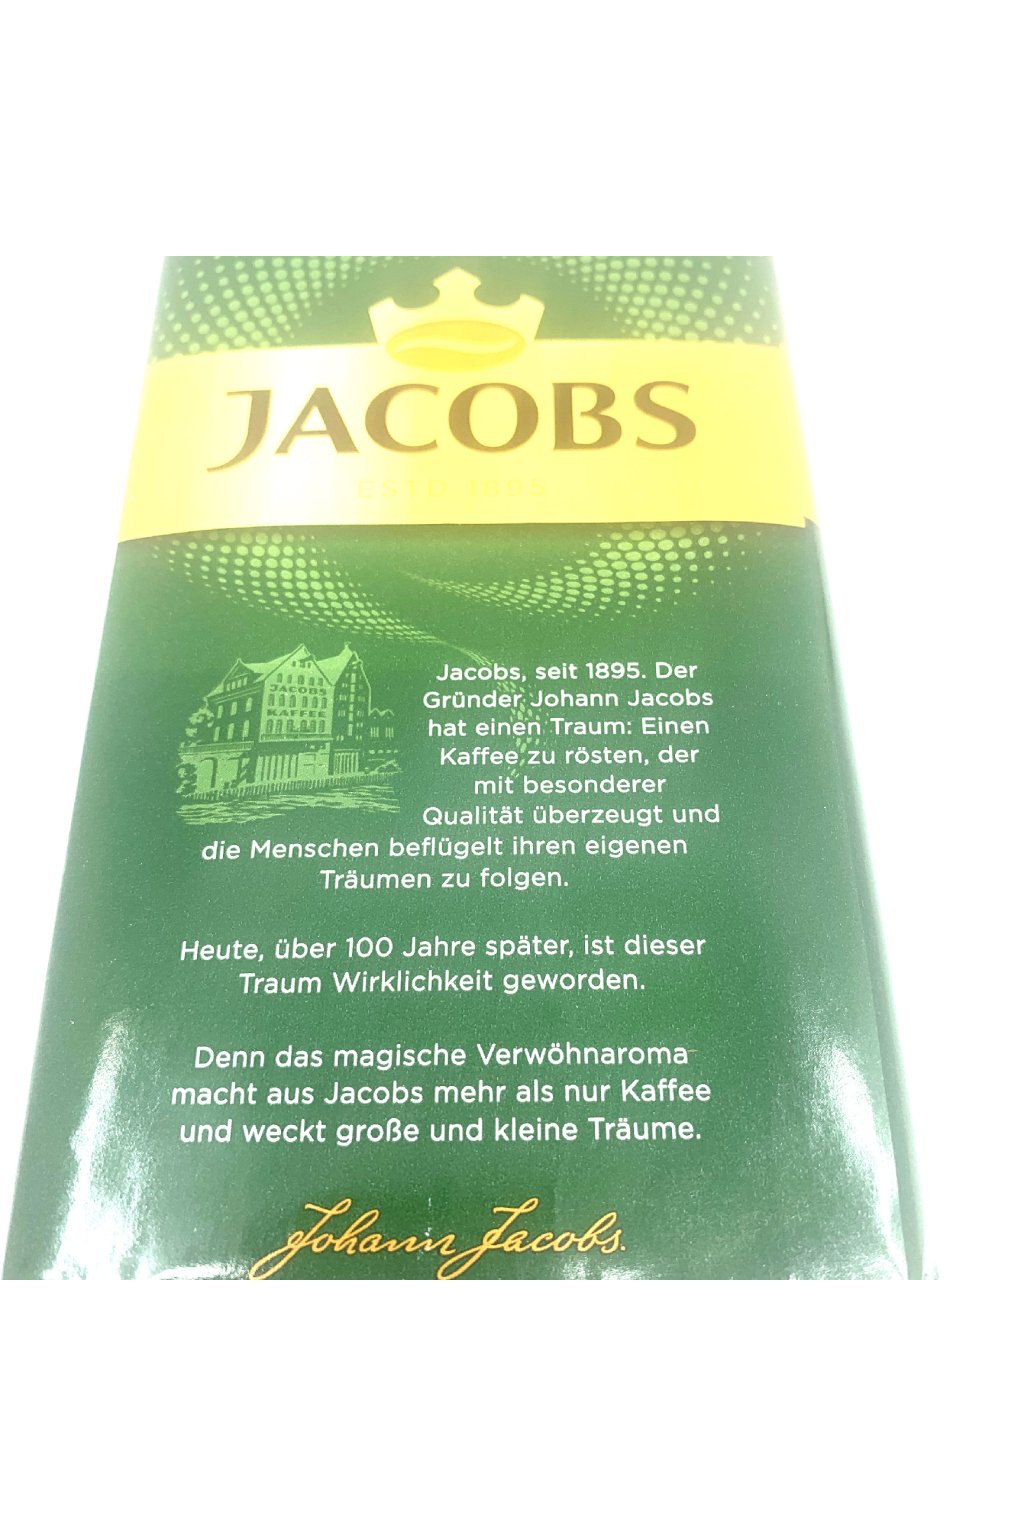 JACOBS
ESTD 1895
JACOBS
KAFFEE
Jacobs, seit 1895. Der
Gründer Johann Jacobs
hat einen Traum: Einen
Kaffee zu rösten, der
mit besonderer
Qualität überzeugt und
die Menschen beflügelt ihren eigenen
Träumen zu folgen.
Heute, über 100 Jahre später, ist dieser
Traum Wirklichkeit geworden.
Denn das magische Verwöhnaroma
macht aus Jacobs mehr als nur Kaffee
und weckt große und kleine Träume.
Johann Jacobs.